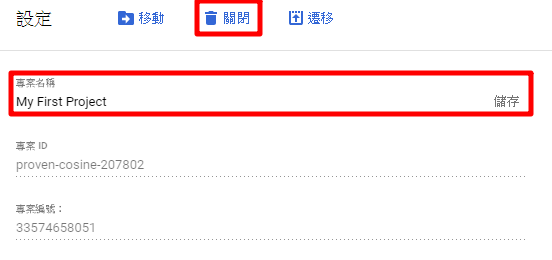 設定 移動 關閉 遷移
專案名稱
My First Project 儲存
專案 ID
proven-cosine-207802
專案編號：
33574658051